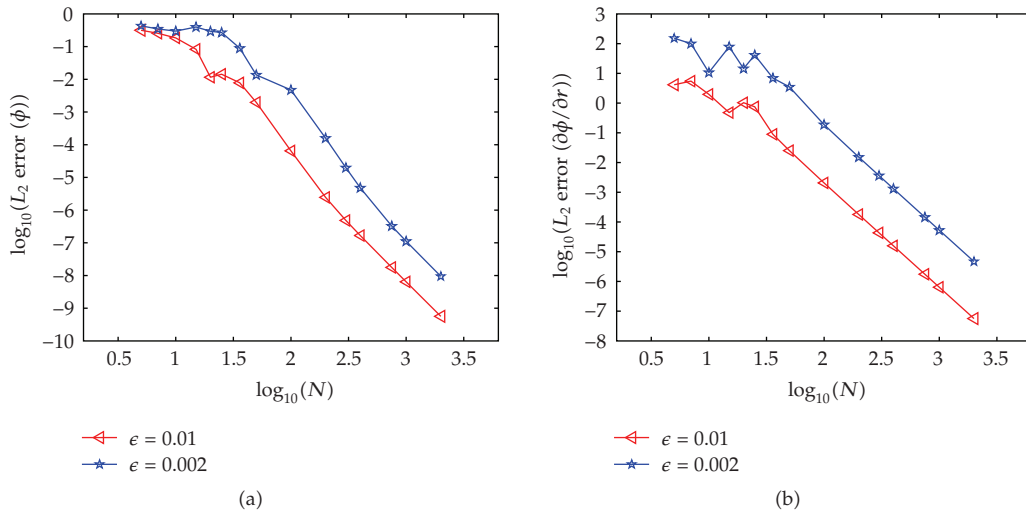 0
−1
−2
−3
−4
−5
−6
−7
−8
−9
−10
log₁₀(L₂ error (ϕ))
0.5 1 1.5 2 2.5 3 3.5
log₁₀(N)
ϵ = 0.01
ϵ = 0.002
(a)
3
2
1
0
−1
−2
−3
−4
−5
−6
−7
−8
log₁₀(L₂ error (∂ϕ/∂r))
0.5 1 1.5 2 2.5 3 3.5
log₁₀(N)
ϵ = 0.01
ϵ = 0.002
(b)